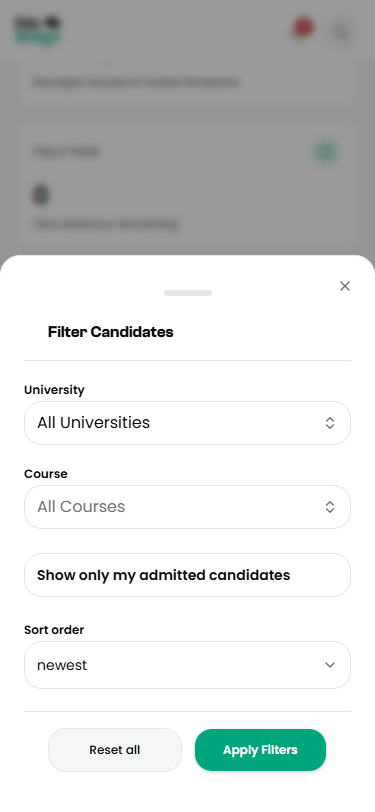 Filter Candidates
University
All Universities
Course
All Courses
Show only my admitted candidates
Sort order
newest
Reset all
Apply Filters